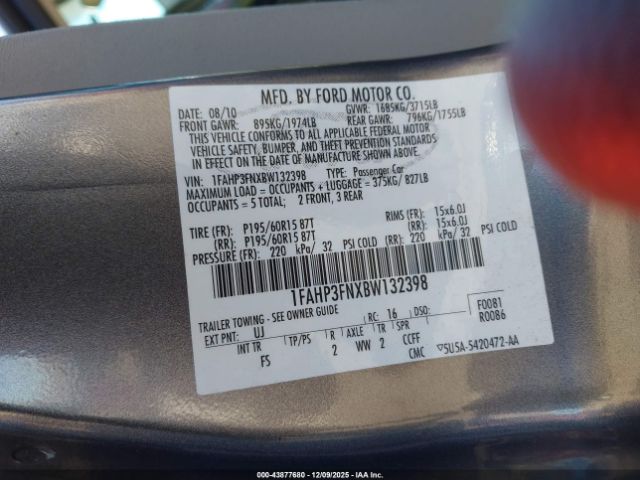 MFD. BY FORD MOTOR CO.
DATE: 08/10 GVWR: 1685KG/3715LB
FRONT GAWR: 895KG/1974LB REAR GAWR: 796KG/1755LB
THIS VEHICLE CONFORMS TO ALL APPLICABLE FEDERAL MOTOR
VEHICLE SAFETY, BUMPER, AND THEFT PREVENTION STANDARDS
IN EFFECT ON THE DATE OF MANUFACTURE SHOWN ABOVE.
VIN: 1FAHP3FNXBW132398 TYPE: Passenger Car
MAXIMUM LOAD = OCCUPANTS + LUGGAGE = 375KG/ 827LB
OCCUPANTS = 5 TOTAL; 2 FRONT, 3 REAR
TIRE (FR): P195/60R15 87T RIMS (FR): 15x6.0J
(RR): P195/60R15 87T (RR): 15x6.0J
PRESSURE (FR): 220 kPa/ 32 PSI COLD (RR): 220 kPa/ 32 PSI COLD
1FAHP3FNXBW132398
TRAILER TOWING - SEE OWNER GUIDE RC: 16 DSO: F0081
EXT PNT: UJ R0086
INT TR TP/PS R AXLE TR SPR CCFF
FS 2 WW 2 CMC ▽5U5A-5420472-AA
000-43877680 - 12/09/2025 - IAAI.COM